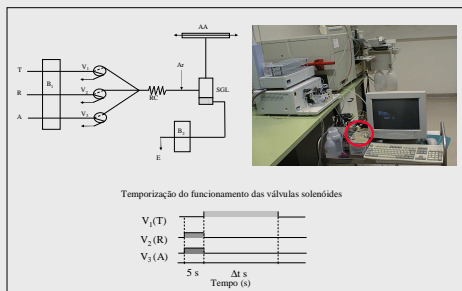 AA
T
V₁
B₁
Ar
R
V₂
RC
SGL
A
V₃
B₂
E
Temporização do funcionamento das válvulas solenóides
V₁(T)
V₂(R)
V₃(A)
5 s
Δt s
Tempo (s)